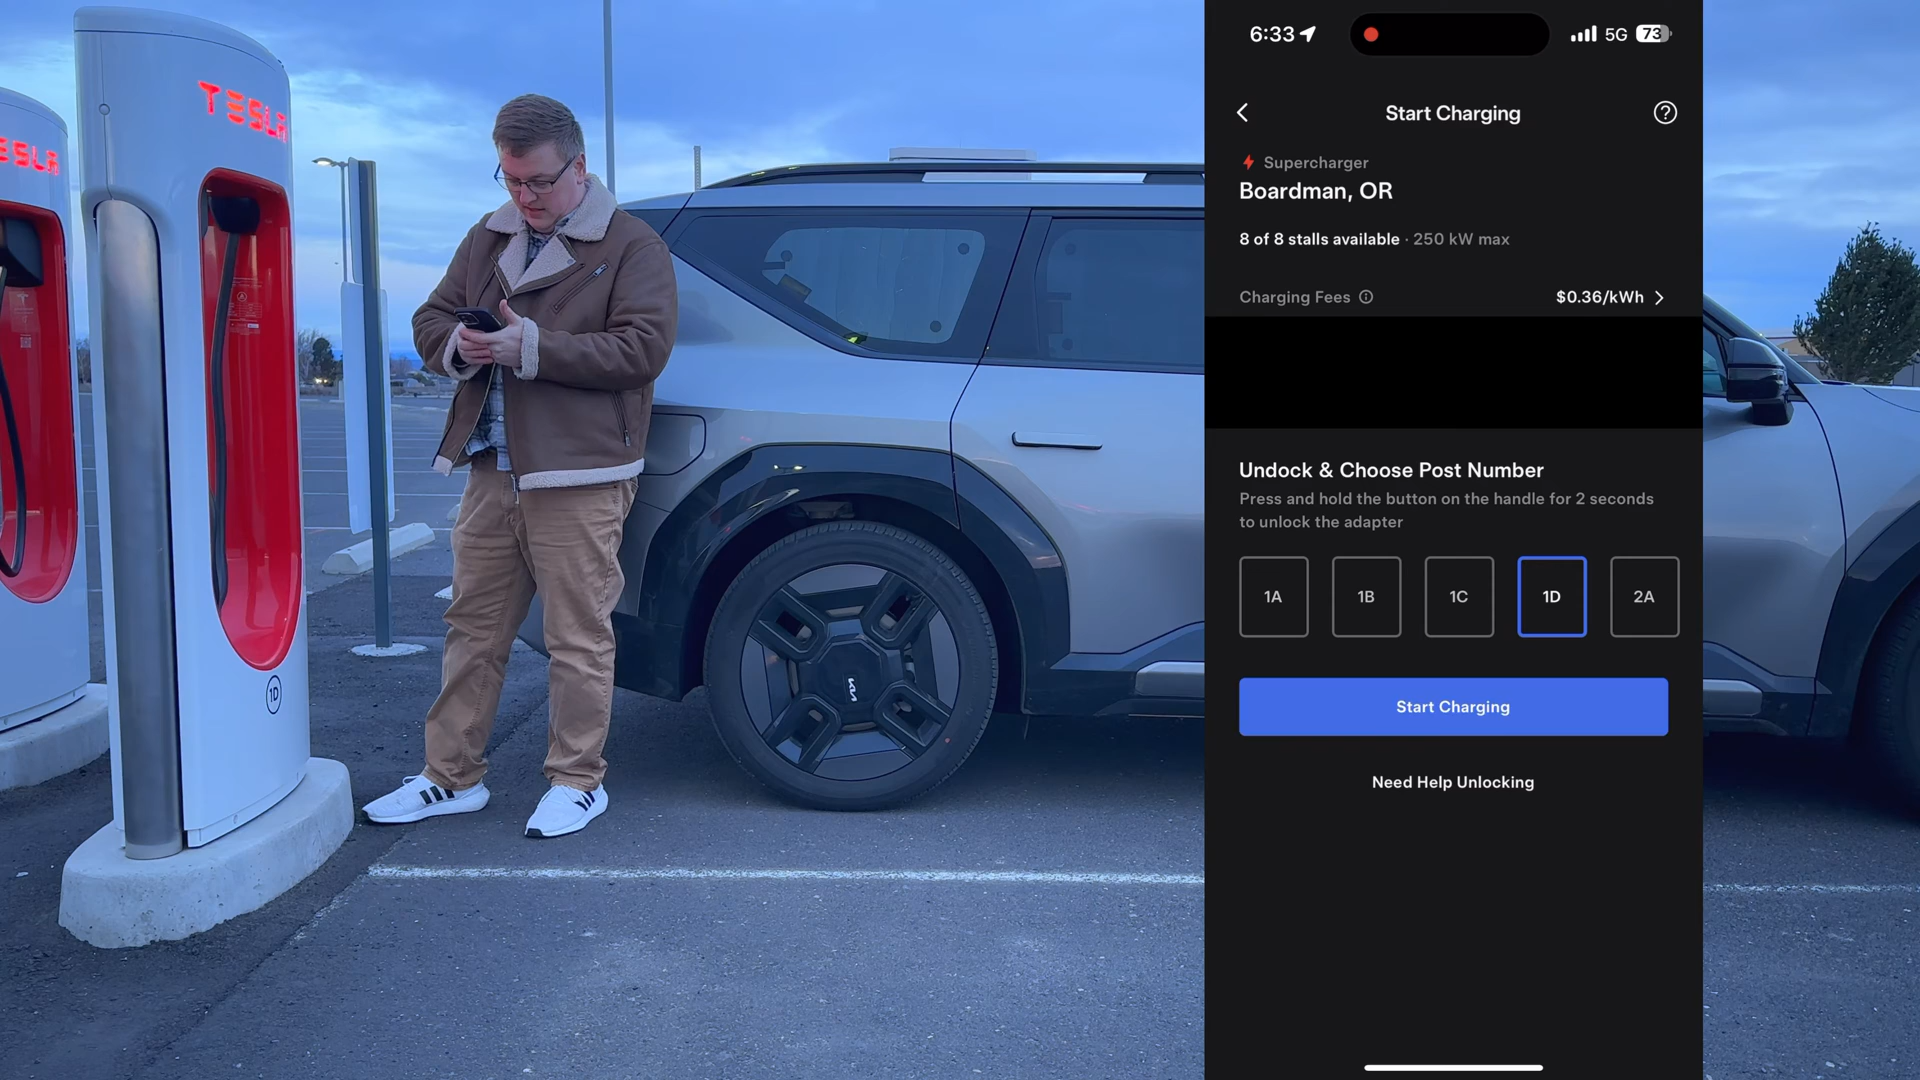 TESLA
ESLA
1D
KIA
6:33
5G
73
Start Charging
Supercharger
Boardman, OR
8 of 8 stalls available · 250 kW max
Charging Fees
$0.36/kWh
Undock & Choose Post Number
Press and hold the button on the handle for 2 seconds
to unlock the adapter
1A
1B
1C
1D
2A
Start Charging
Need Help Unlocking